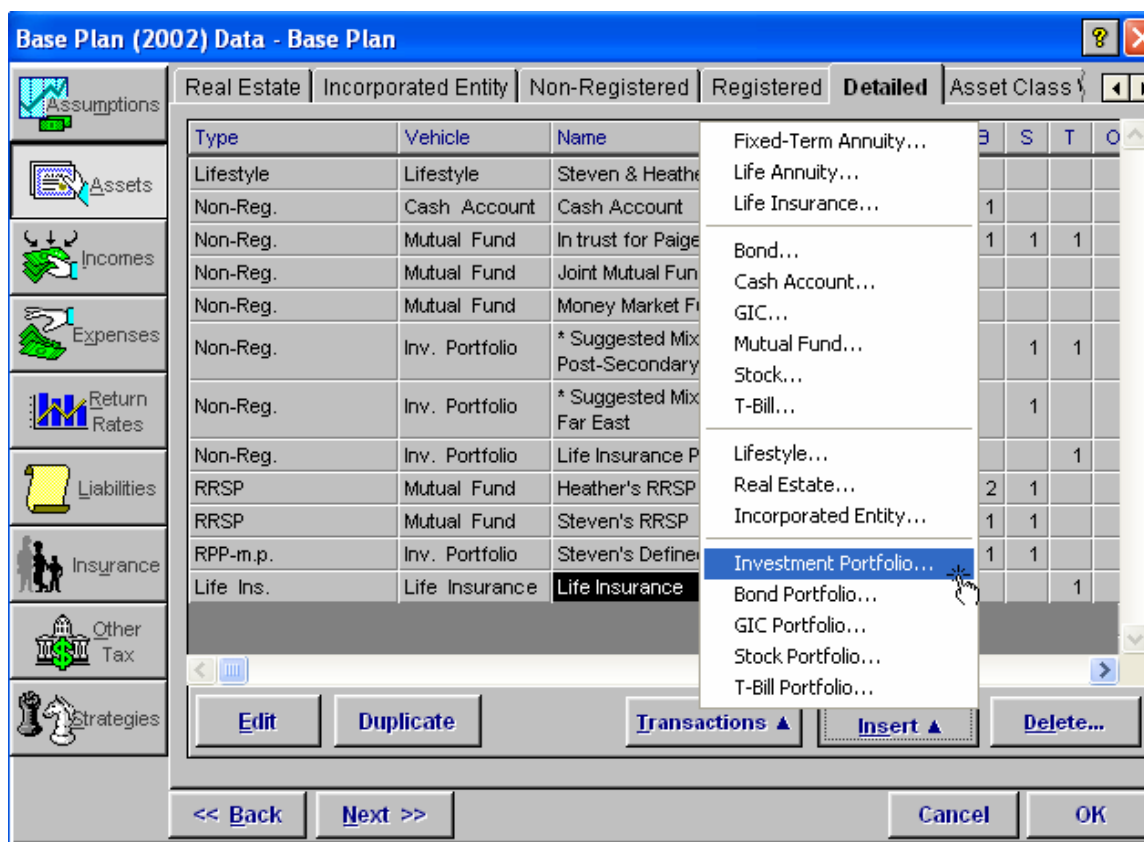 Base Plan (2002) Data - Base Plan
?
Assumptions
Assets
Incomes
Expenses
Return
Rates
Liabilities
Insurance
Other
Tax
Strategies
Real Estate Incorporated Entity Non-Registered Registered Detailed Asset Class
Type Vehicle Name B S T O
Lifestyle Lifestyle Steven & Heathe
Non-Reg. Cash Account Cash Account 1
Non-Reg. Mutual Fund In trust for Paige 1 1 1
Non-Reg. Mutual Fund Joint Mutual Fun
Non-Reg. Mutual Fund Money Market F
Non-Reg. Inv. Portfolio * Suggested Mix 1 1
Post-Secondary
Non-Reg. Inv. Portfolio * Suggested Mix 1
Far East
Non-Reg. Inv. Portfolio Life Insurance P 1
RRSP Mutual Fund Heather's RRSP 2 1
RRSP Mutual Fund Steven's RRSP 1 1
RPP-m.p. Inv. Portfolio Steven's Define 1 1
Life Ins. Life Insurance Life Insurance 1
Fixed-Term Annuity...
Life Annuity...
Life Insurance...
Bond...
Cash Account...
GIC...
Mutual Fund...
Stock...
T-Bill...
Lifestyle...
Real Estate...
Incorporated Entity...
Investment Portfolio...
Bond Portfolio...
GIC Portfolio...
Stock Portfolio...
T-Bill Portfolio...
Edit Duplicate Transactions ▲ Insert ▲ Delete...
<< Back Next >> Cancel OK